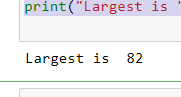 print("Largest is "
Largest is  82